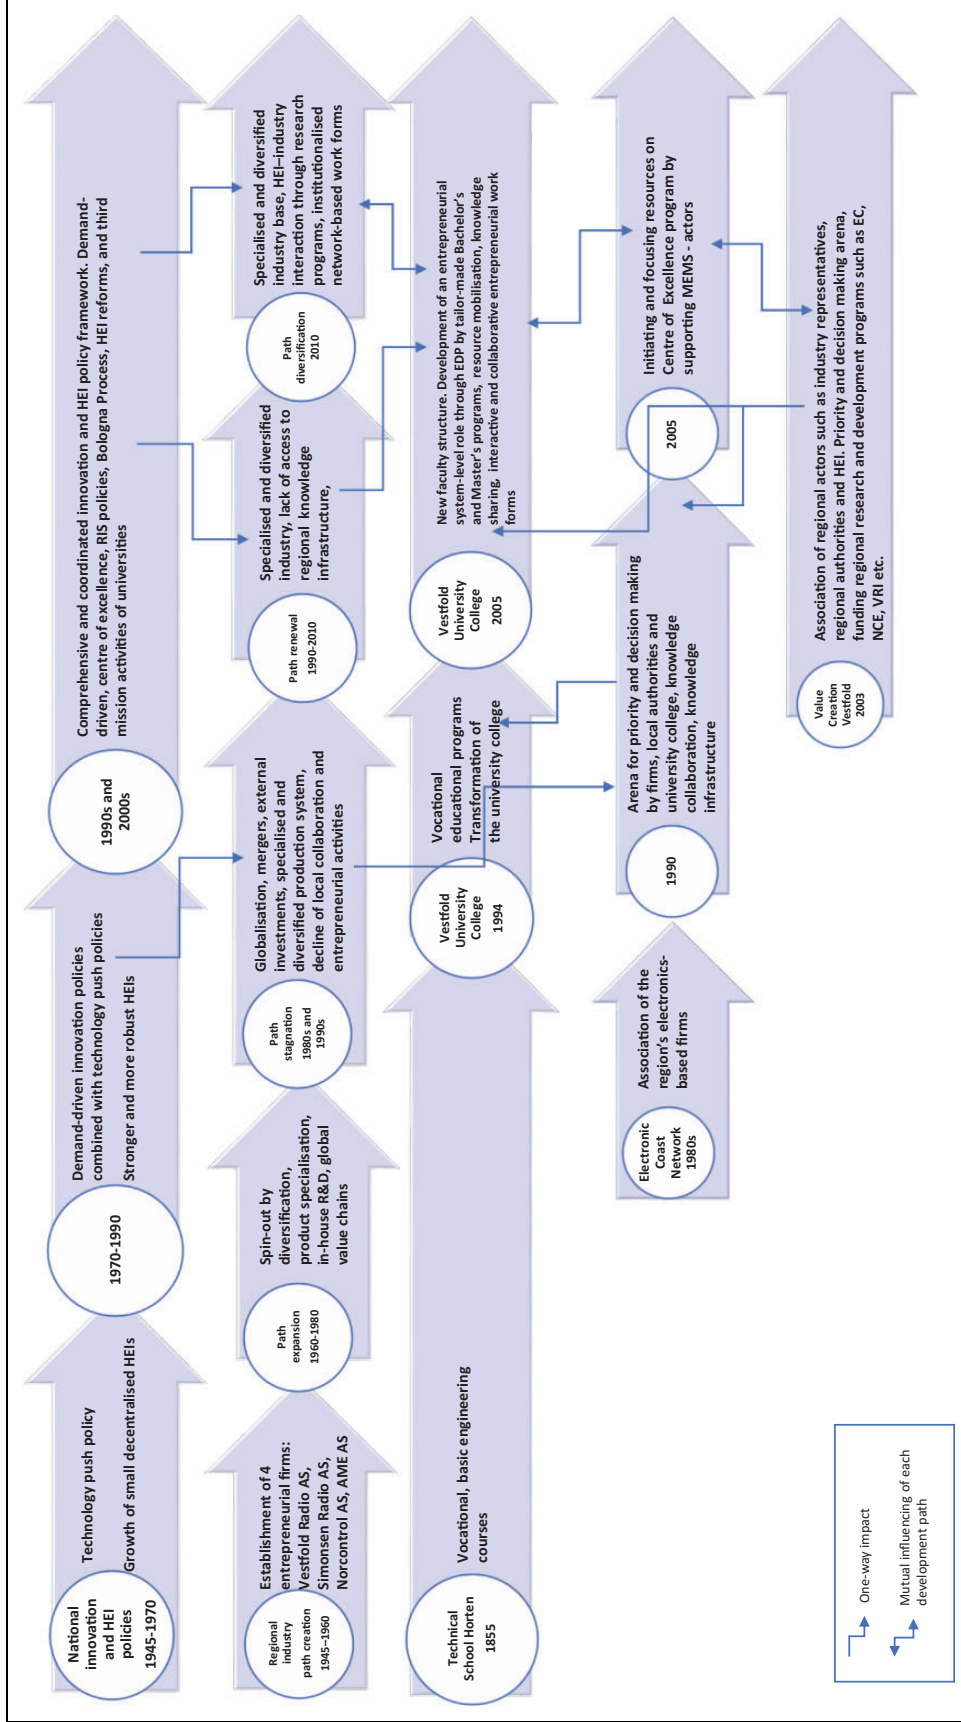 National
innovation
and HEI
policies
1945-1970
Technology push policy
Growth of small decentralised HEIs
1970-1990
Demand-driven innovation policies
combined with technology push policies
Stronger and more robust HEIs
1990s and
2000s
Comprehensive and coordinated innovation and HEI policy framework. Demand-
driven, centre of excellence, RIS policies, Bologna Process, HEI reforms, and third
mission activities of universities
Regional
industry
path creation
1945–1960
Establishment of 4
entrepreneurial firms:
Vestfold Radio AS,
Simonsen Radio AS,
Norcontrol AS, AME AS
Path
expansion
1960-1980
Spin-out by
diversification,
product specialisation,
in-house R&D, global
value chains
Path
stagnation
1980s and
1990s
Globalisation, mergers, external
investments, specialised and
diversified production system,
decline of local collaboration and
entrepreneurial activities
Path renewal
1990-2010
Specialised and diversified
industry, lack of access to
regional knowledge
infrastructure,
Path
diversification
2010
Specialised and diversified
industry base, HEI–industry
interaction through research
programs, institutionalised
network-based work forms
Technical
School Horten
1855
Vocational, basic engineering
courses
Vestfold
University
College
1994
Vocational
educational programs
Transformation of
the university college
Vestfold
University
College
2005
New faculty structure. Development of an entrepreneurial
system-level role through EDP by tailor-made Bachelor's
and Master's programs, resource mobilisation, knowledge
sharing, interactive and collaborative entrepreneurial work
forms
Electronic
Coast
Network
1980s
Association of the
region's electronics-
based firms
1990
Arena for priority and decision making
by firms, local authorities and
university college, knowledge
collaboration, knowledge
infrastructure
2005
Initiating and focusing resources on
Centre of Excellence program by
supporting MEMS - actors
Value
Creation
Vestfold
2003
Association of regional actors such as industry representatives,
regional authorities and HEI. Priority and decision making arena,
funding regional research and development programs such as EC,
NCE, VRI etc.
One-way impact
Mutual influencing of each
development path